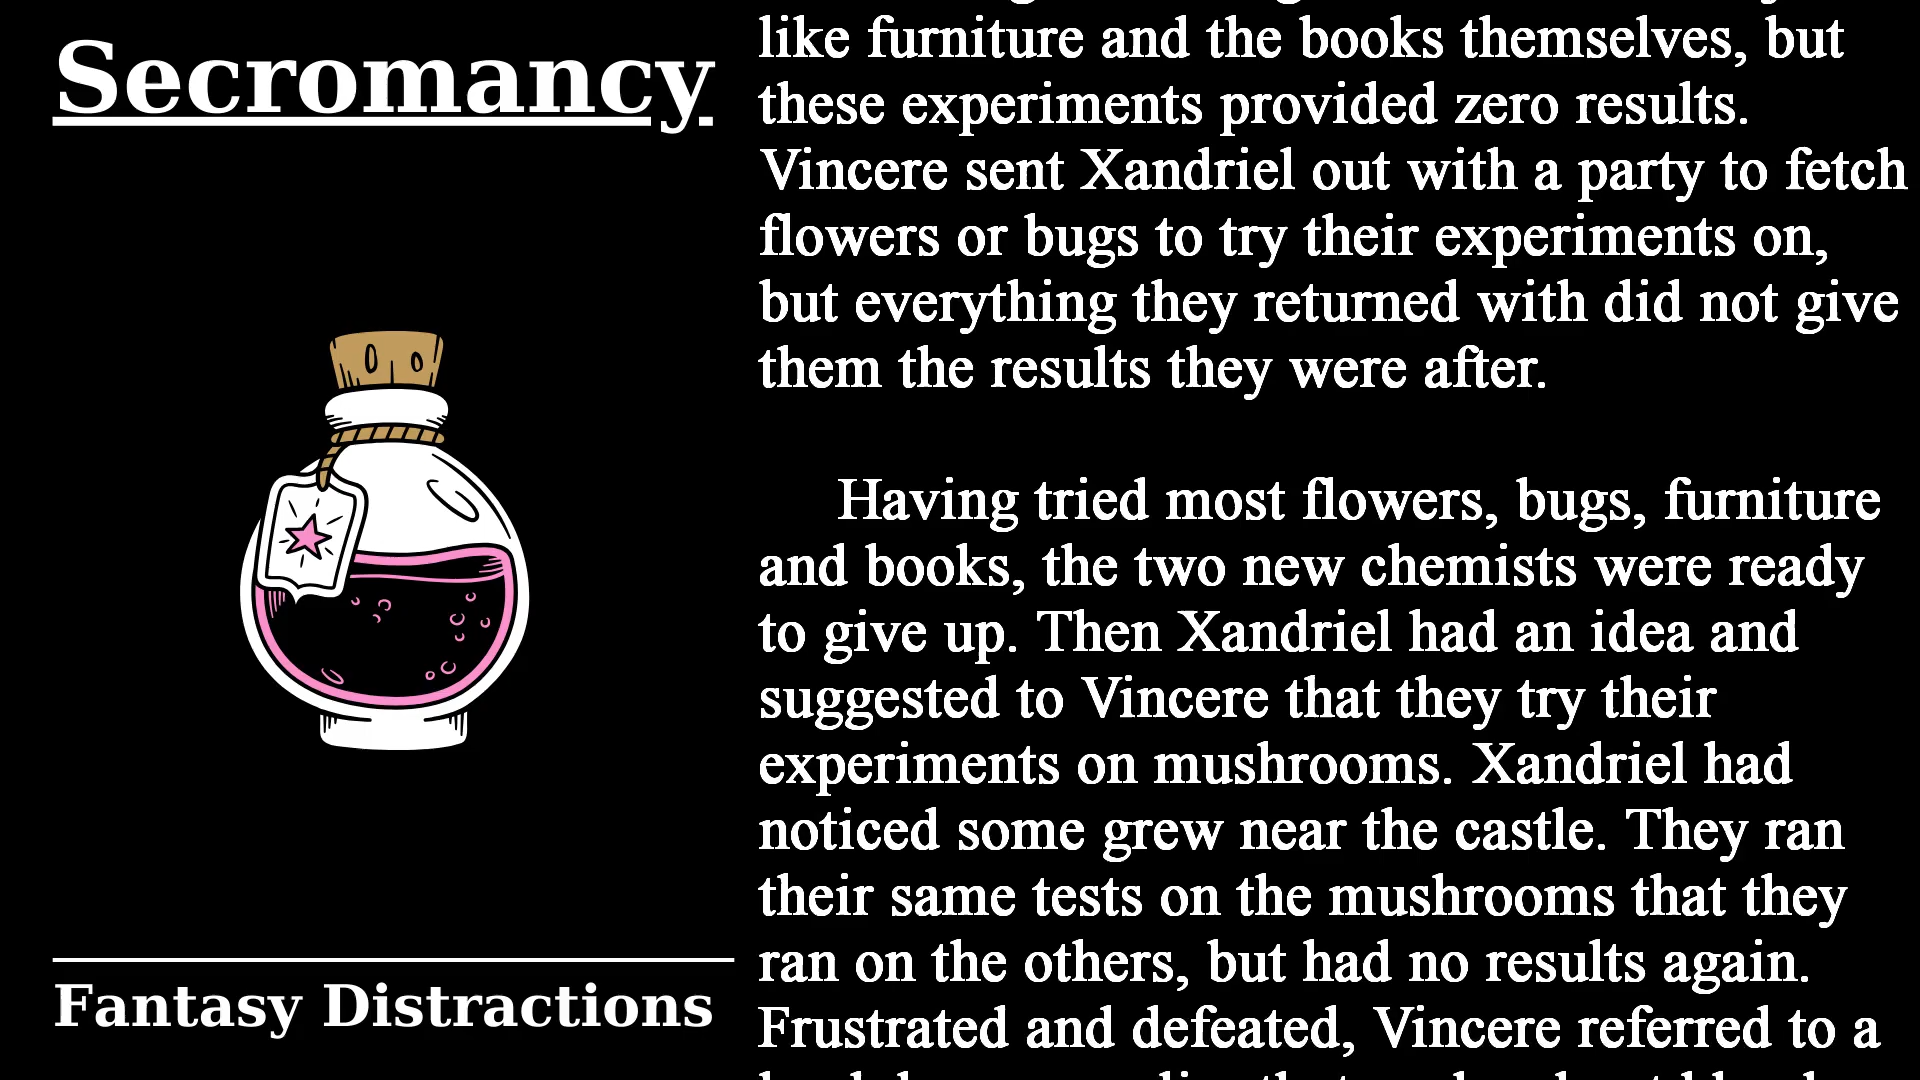 Secromancy
like furniture and the books themselves, but
these experiments provided zero results.
Vincere sent Xandriel out with a party to fetch
flowers or bugs to try their experiments on,
but everything they returned with did not give
them the results they were after.
Having tried most flowers, bugs, furniture
and books, the two new chemists were ready
to give up. Then Xandriel had an idea and
suggested to Vincere that they try their
experiments on mushrooms. Xandriel had
noticed some grew near the castle. They ran
their same tests on the mushrooms that they
ran on the others, but had no results again.
Frustrated and defeated, Vincere referred to a
Fantasy Distractions